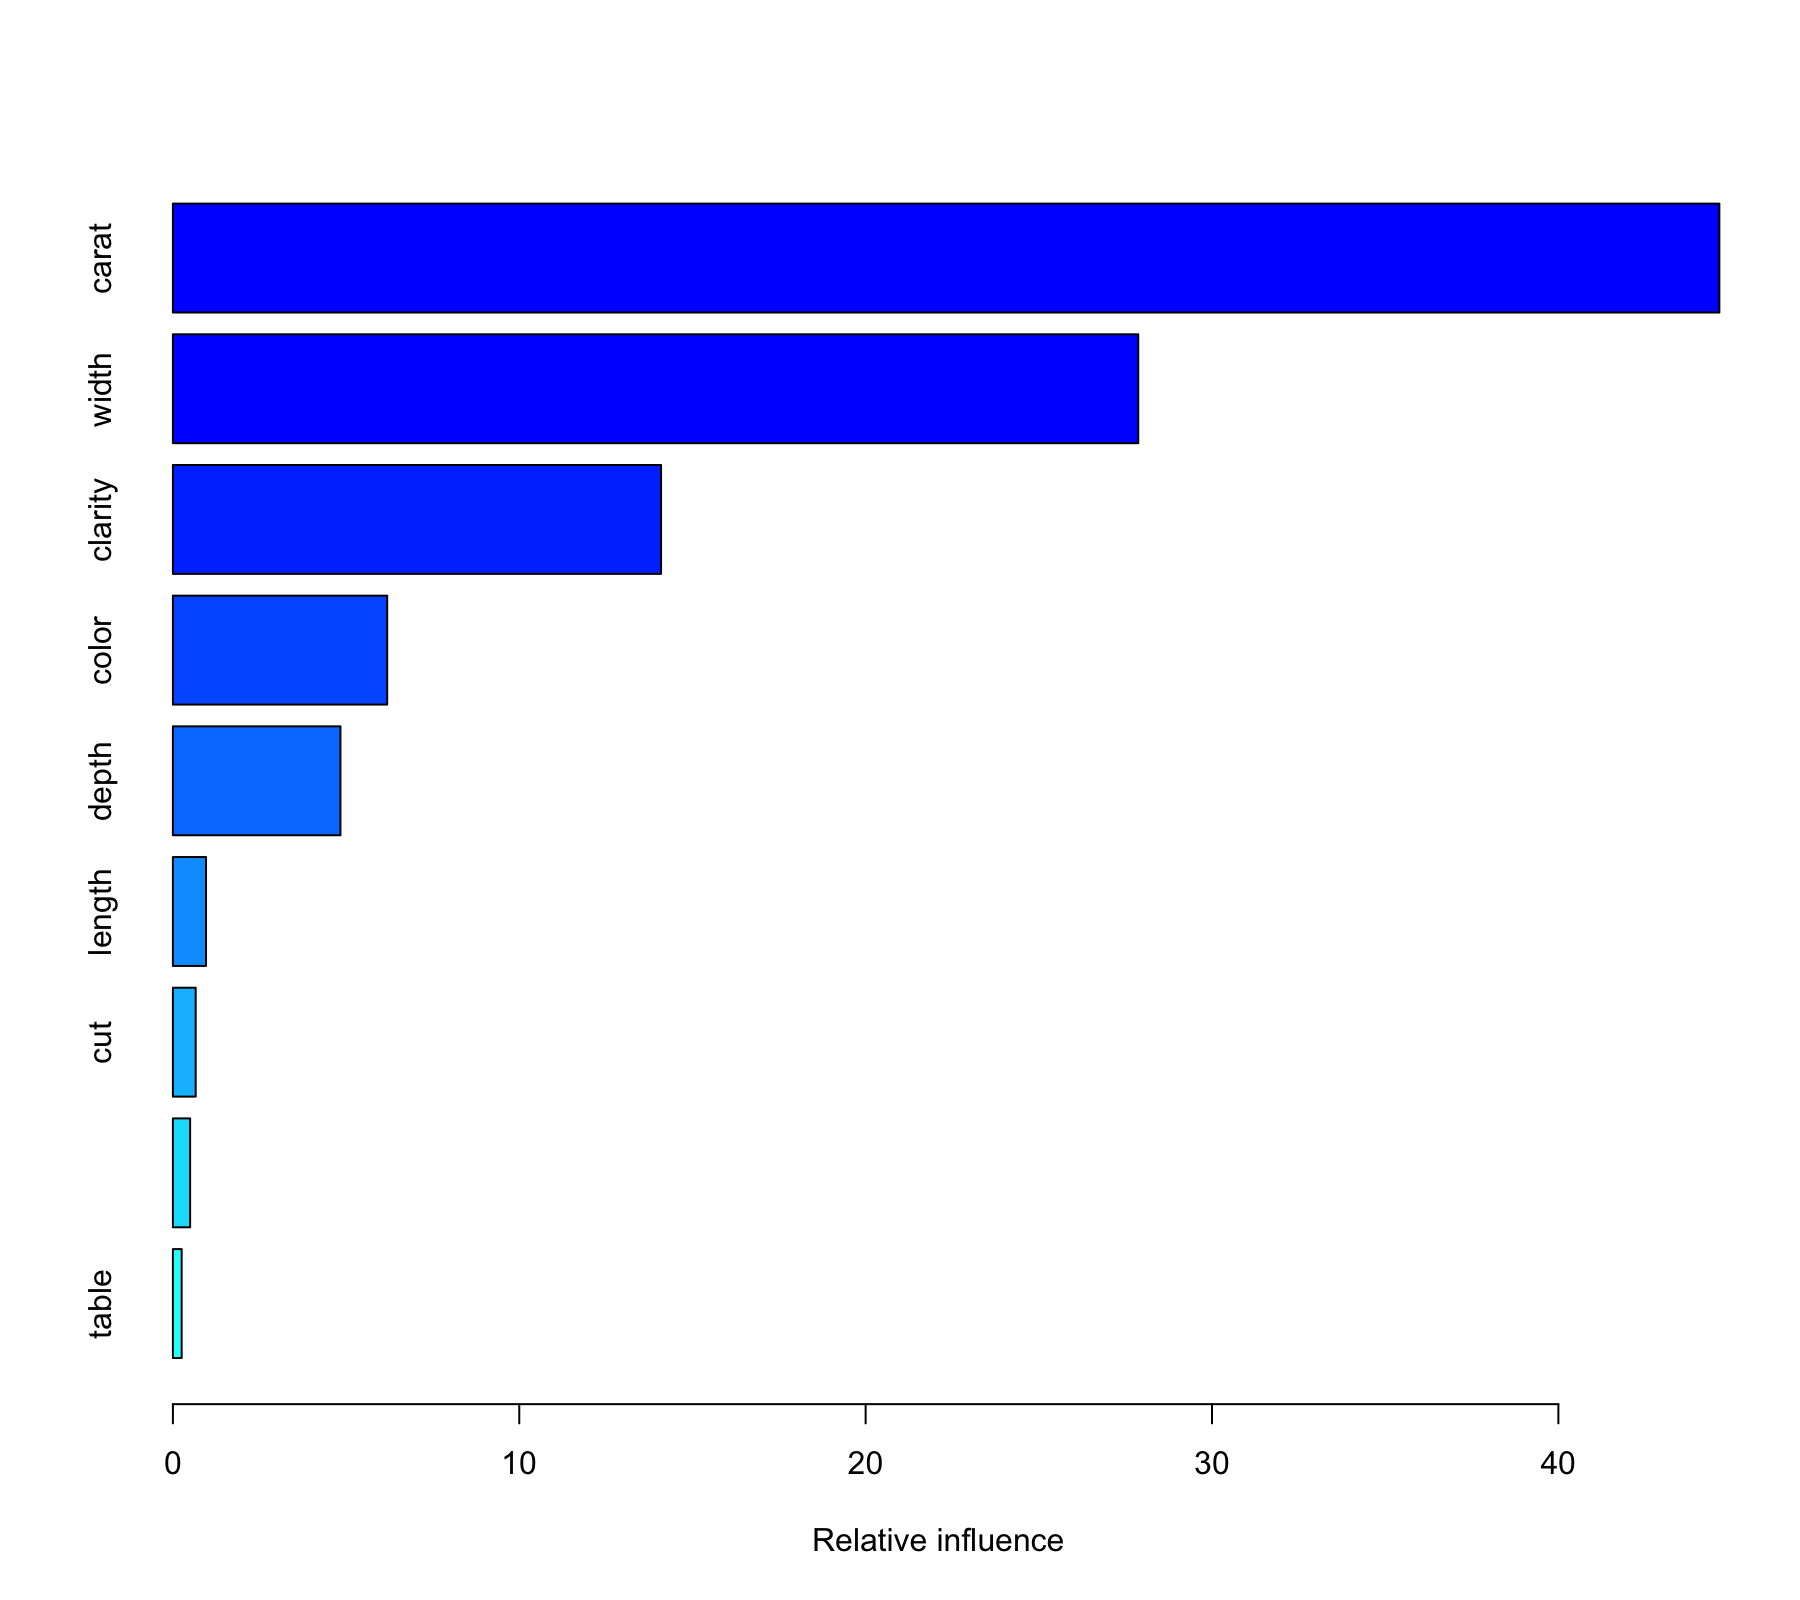 carat
width
clarity
color
depth
length
cut
table
0 10 20 30 40
Relative influence